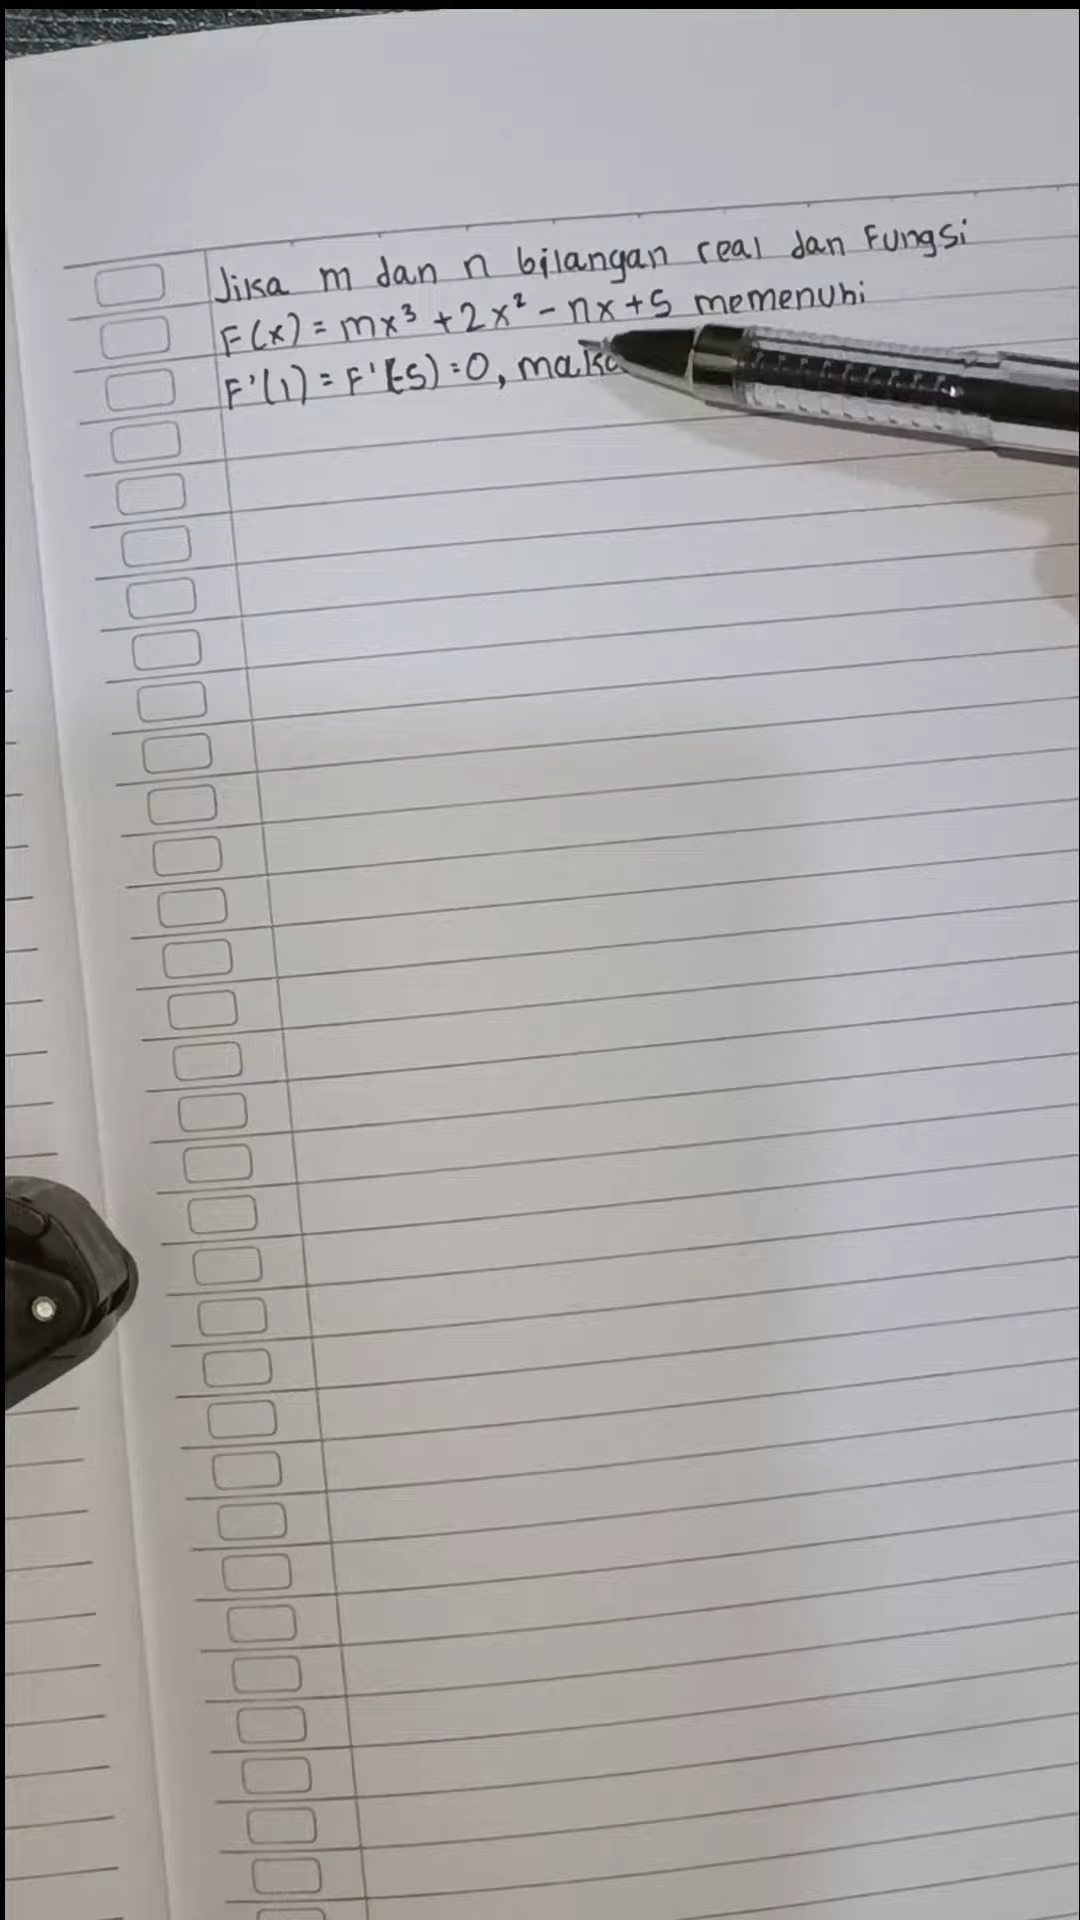 Jika m dan n bilangan real dan Fungsi
F(x) = mx³ + 2x² - nx + 5 memenuhi
F'(1) = F'(-5) = 0, maka